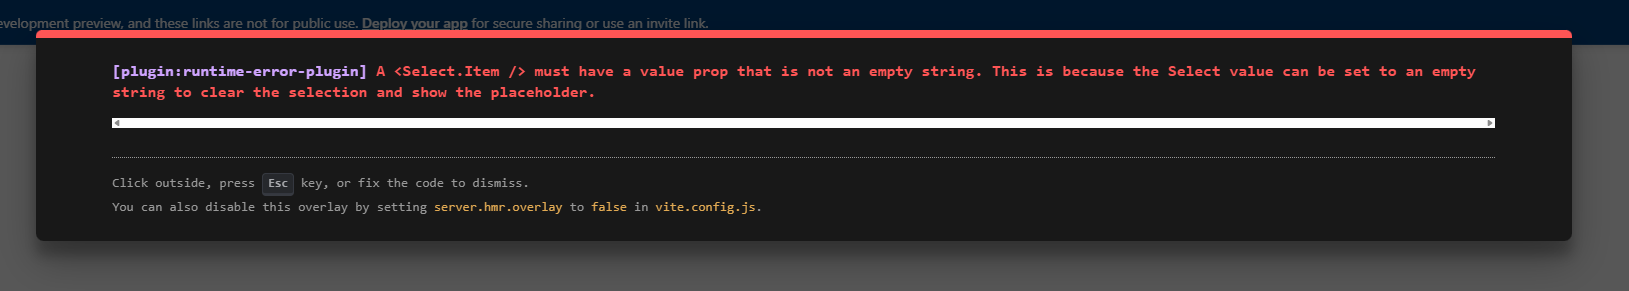 evelopment preview, and these links are not for public use. Deploy your app for secure sharing or use an invite link.
[plugin:runtime-error-plugin] A <Select.Item /> must have a value prop that is not an empty string. This is because the Select value can be set to an empty
string to clear the selection and show the placeholder.
Click outside, press Esc key, or fix the code to dismiss.
You can also disable this overlay by setting server.hmr.overlay to false in vite.config.js.